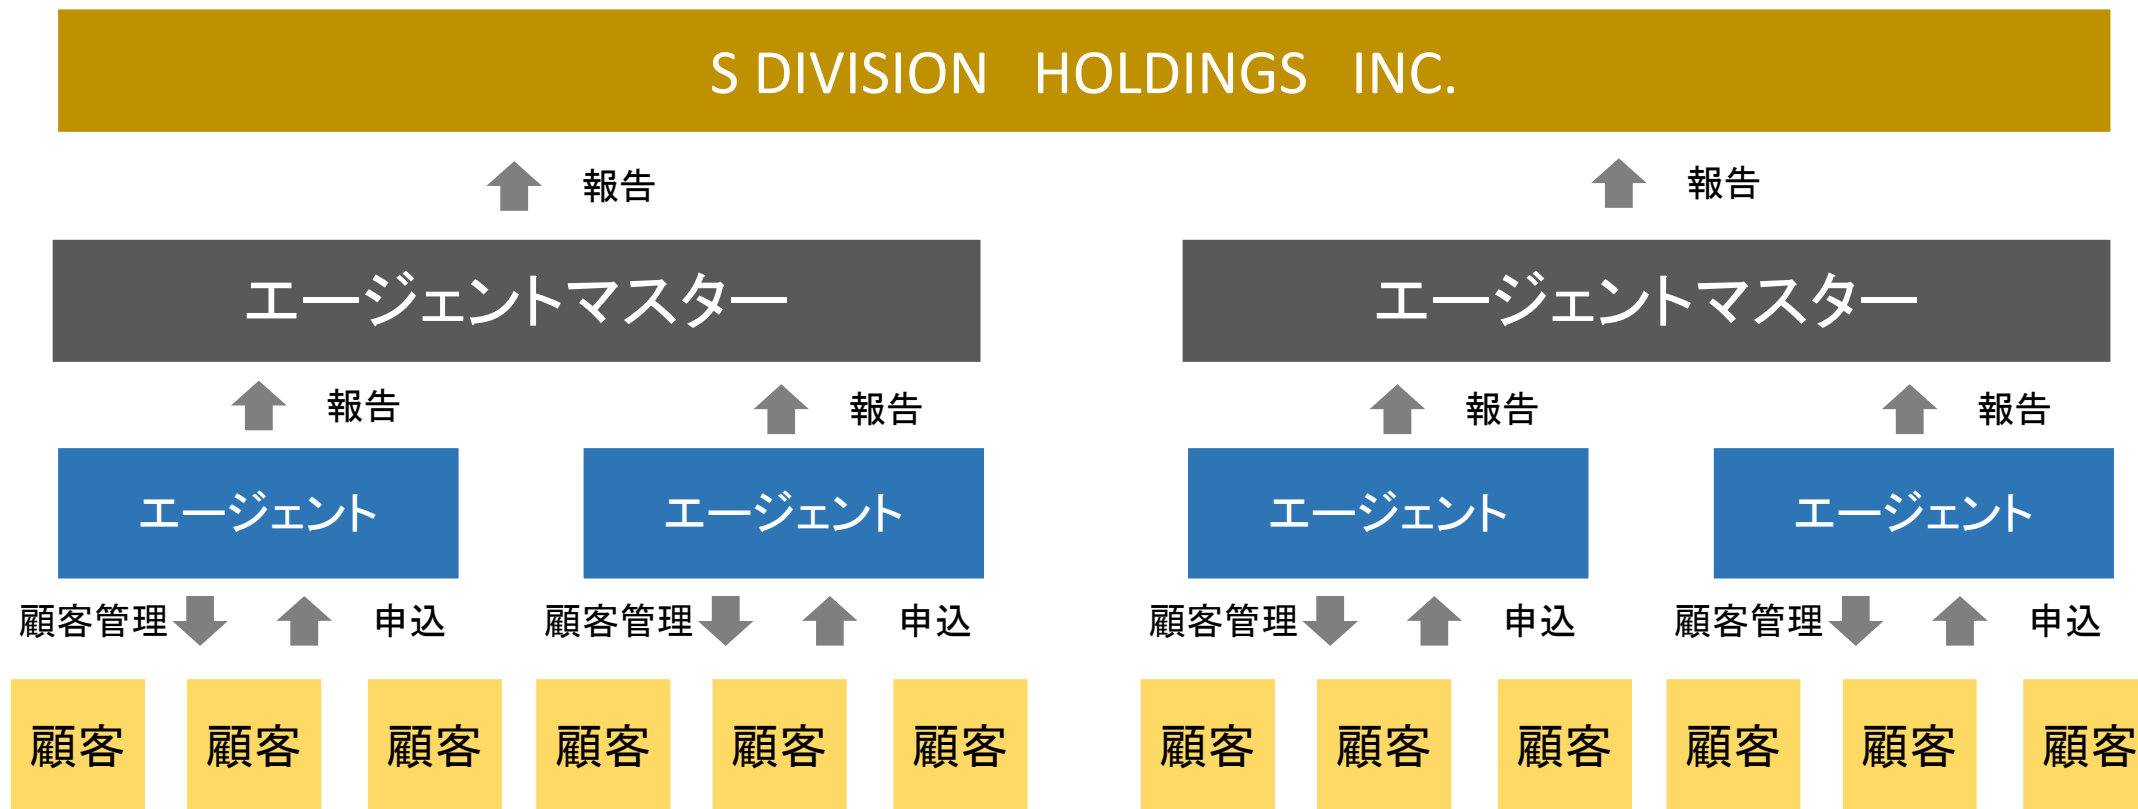 S DIVISION HOLDINGS INC.
報告 報告
エージェントマスター エージェントマスター
報告 報告 報告 報告
エージェント エージェント エージェント エージェント
顧客管理 申込 顧客管理 申込 顧客管理 申込 顧客管理 申込
顧客 顧客 顧客 顧客 顧客 顧客 顧客 顧客 顧客 顧客 顧客 顧客